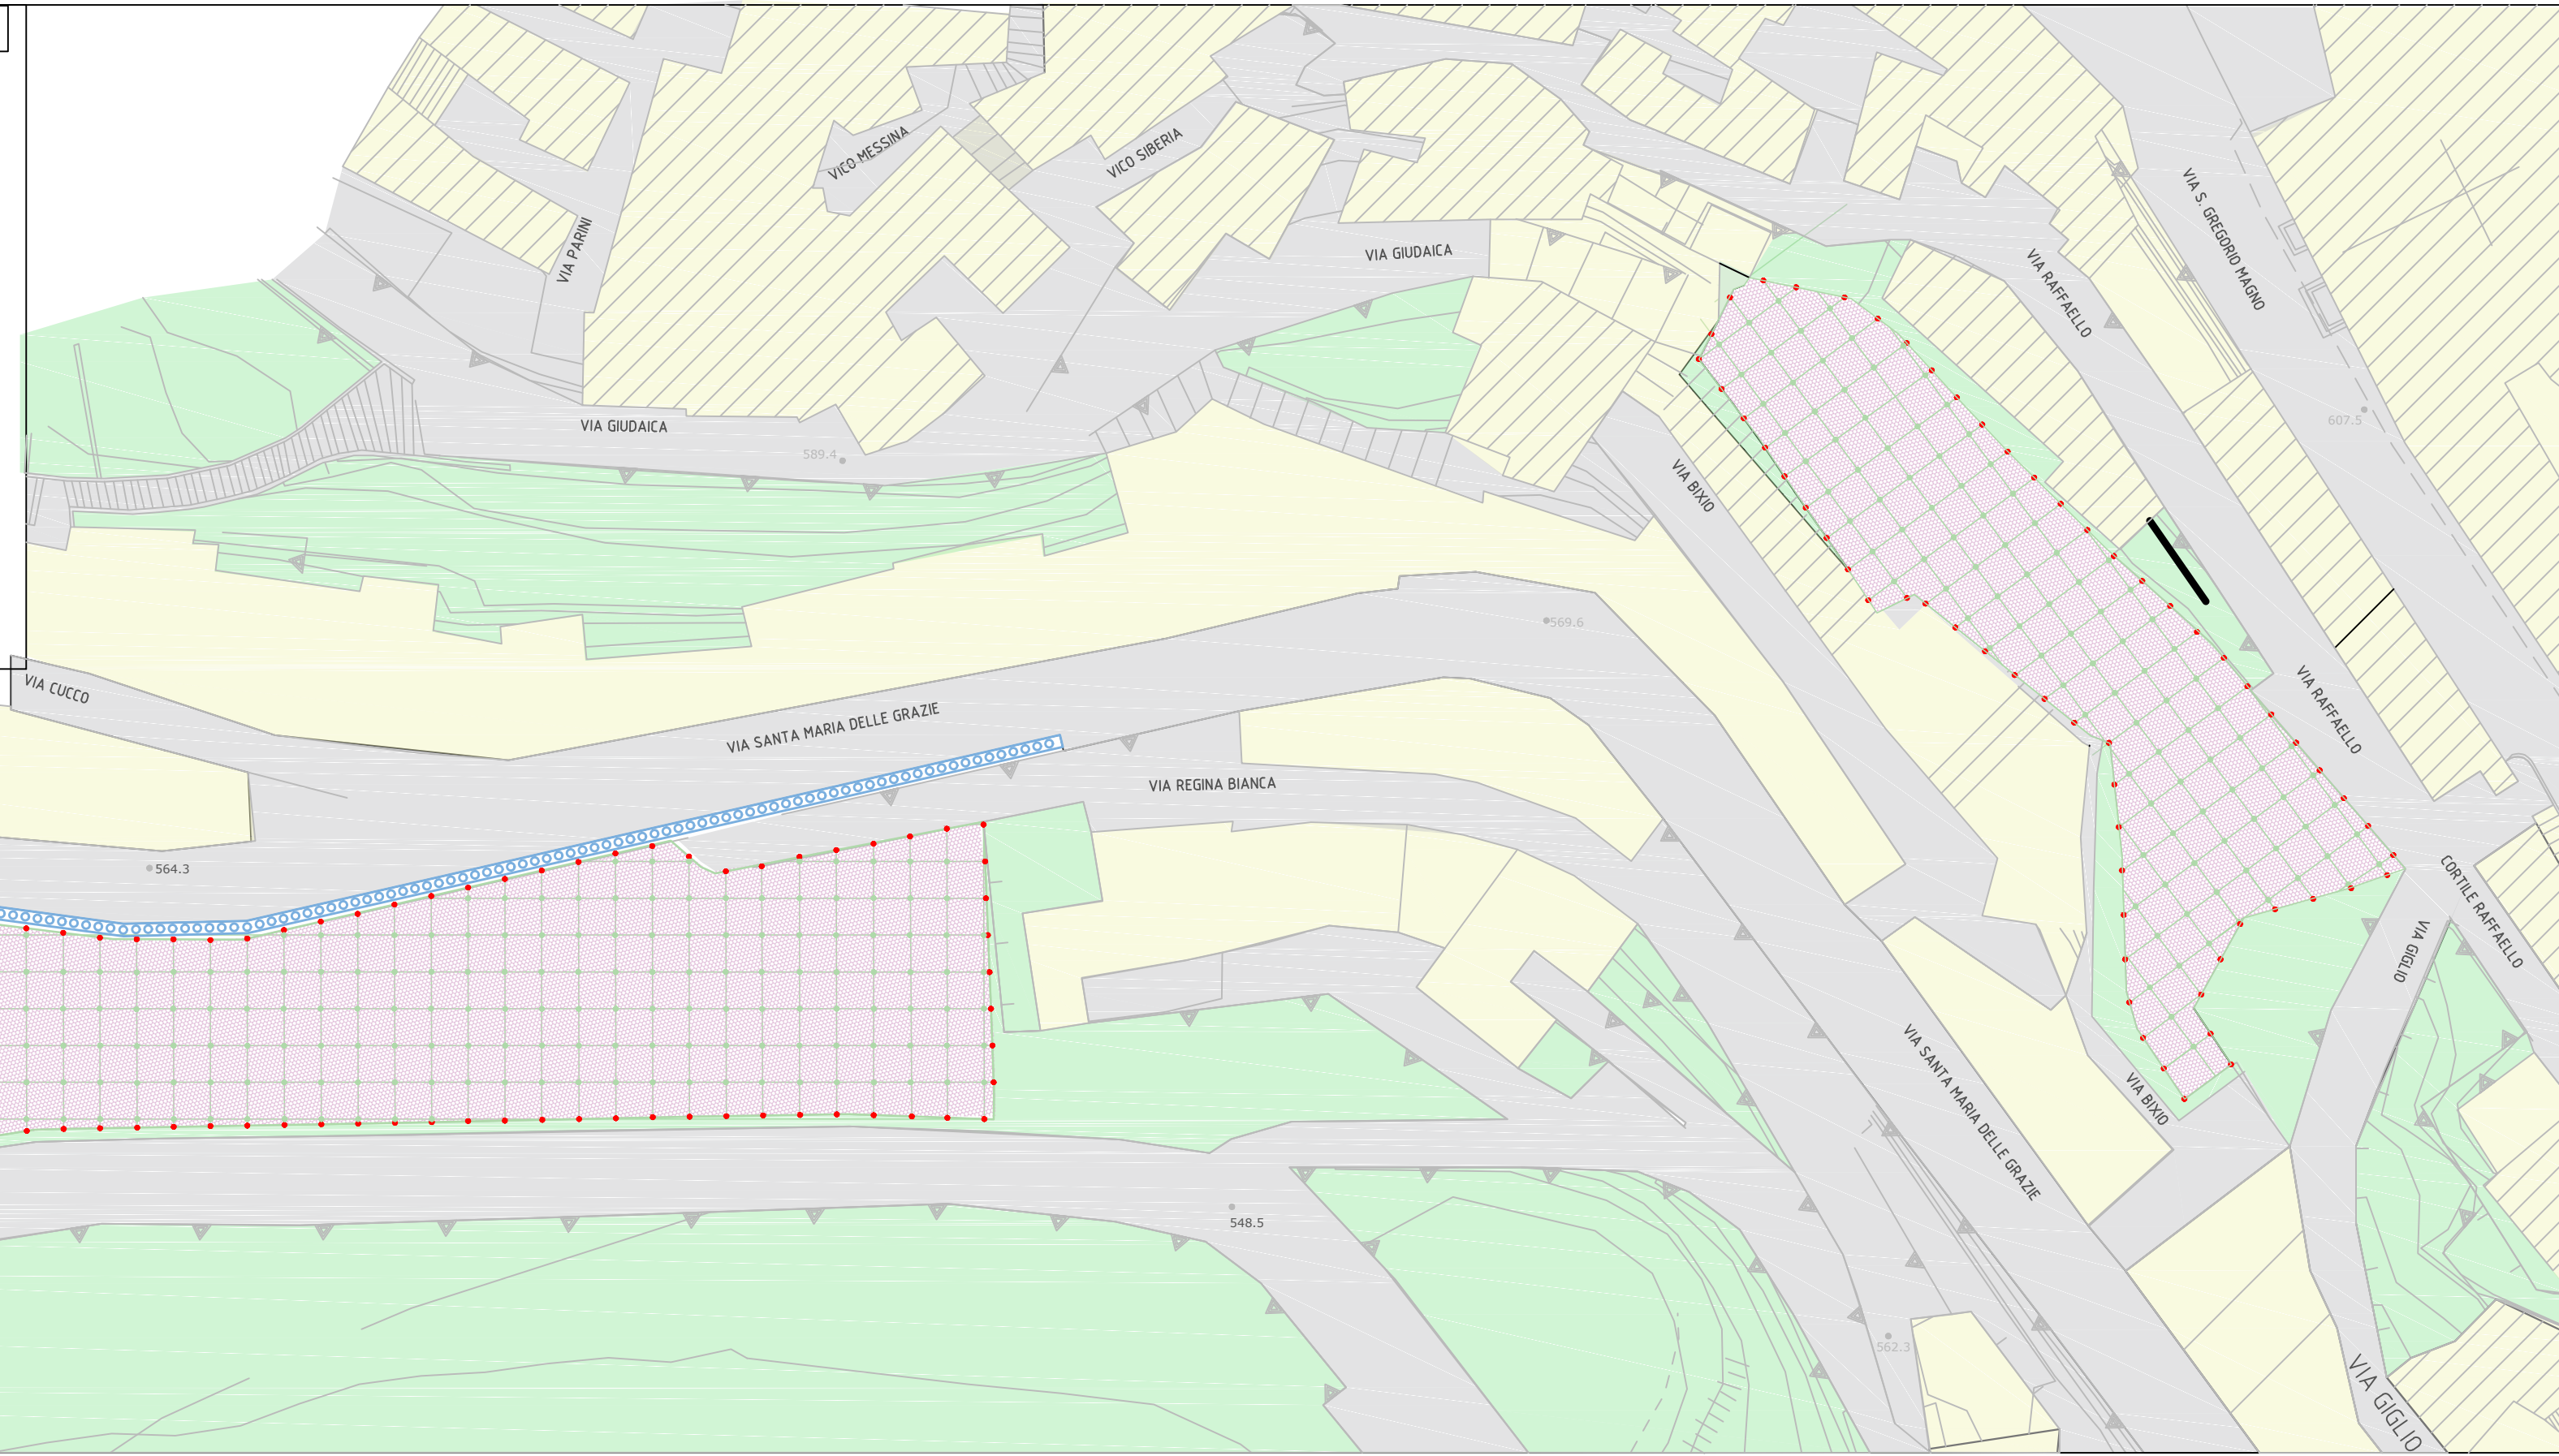 VICO MESSINA
VICO SIBERIA
VIA PARINI
VIA GIUDAICA
VIA S. GREGORIO MAGNO
VIA RAFFAELLO
VIA GIUDAICA
589.4
607.5
VIA BIXIO
569.6
VIA CUCCO
VIA SANTA MARIA DELLE GRAZIE
VIA RAFFAELLO
VIA REGINA BIANCA
564.3
CORTILE RAFFAELLO
VIA GIGLIO
VIA SANTA MARIA DELLE GRAZIE
VIA BIXIO
548.5
562.3
VIA GIGLIO